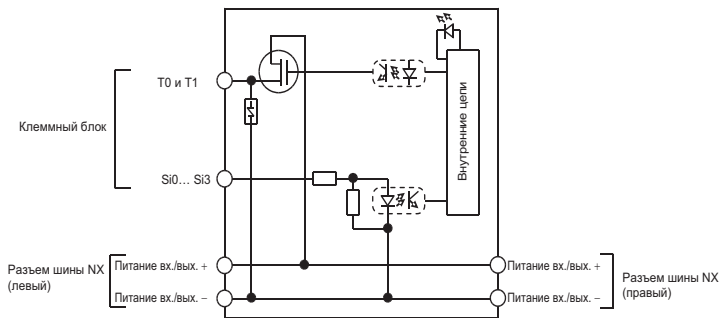 T0 и T1
Клеммный блок
Si0… Si3
Внутренние цепи
Разъем шины NX
(левый)
Питание вх./вых. +
Питание вх./вых. –
Питание вх./вых. +
Питание вх./вых. –
Разъем шины NX
(правый)